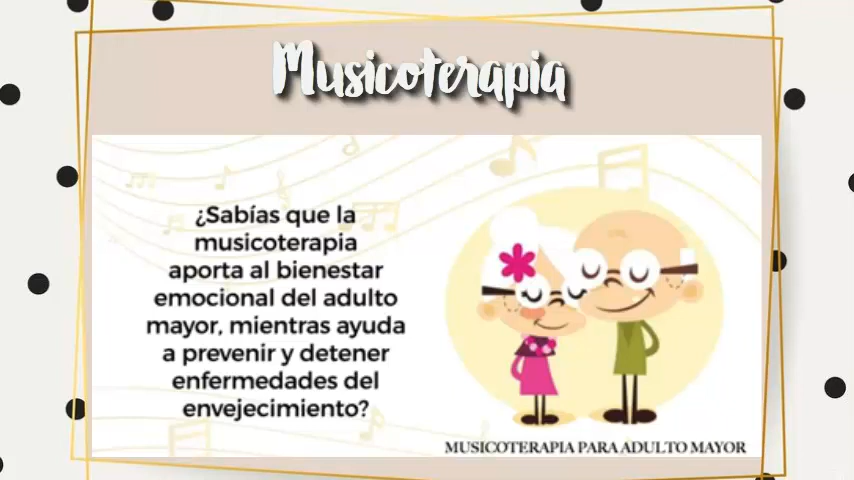 Musicoterapia
¿Sabías que la
musicoterapia
aporta al bienestar
emocional del adulto
mayor, mientras ayuda
a prevenir y detener
enfermedades del
envejecimiento?
MUSICOTERAPIA PARA ADULTO MAYOR